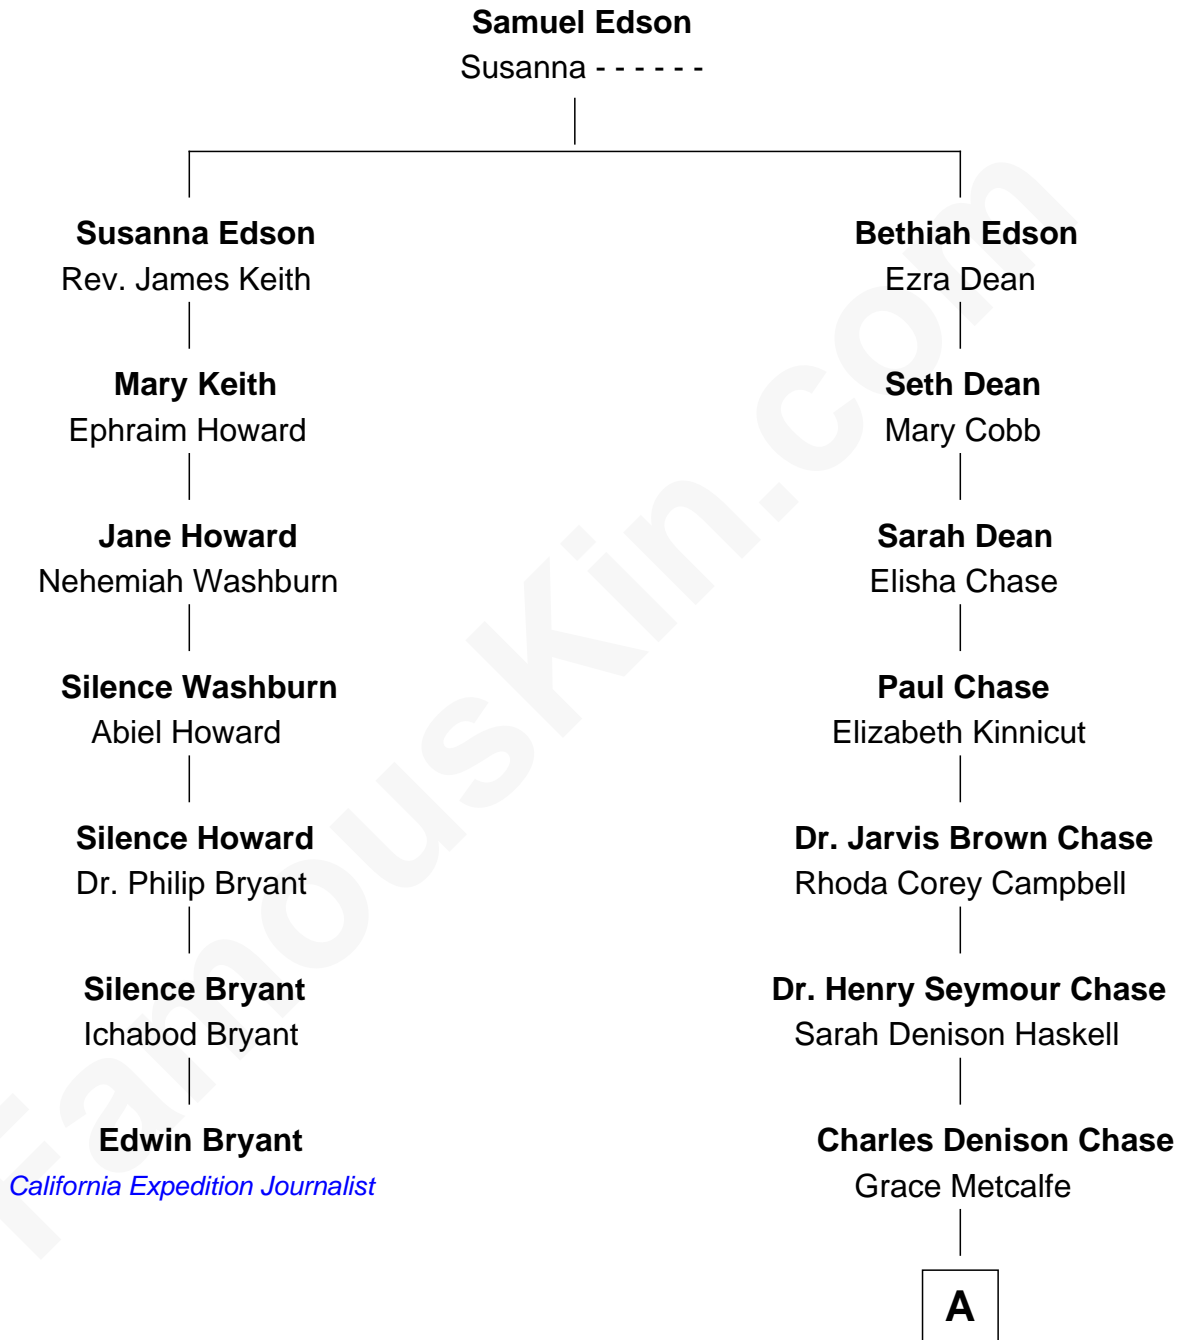 Samuel Edson
Susanna - - - - - -
Susanna Edson
Rev. James Keith
Bethiah Edson
Ezra Dean
Mary Keith
Ephraim Howard
Seth Dean
Mary Cobb
Jane Howard
Nehemiah Washburn
Sarah Dean
Elisha Chase
Silence Washburn
Abiel Howard
Paul Chase
Elizabeth Kinnicut
Silence Howard
Dr. Philip Bryant
Dr. Jarvis Brown Chase
Rhoda Corey Campbell
Silence Bryant
Ichabod Bryant
Dr. Henry Seymour Chase
Sarah Denison Haskell
Edwin Bryant
California Expedition Journalist
Charles Denison Chase
Grace Metcalfe
A
FamousKin.com